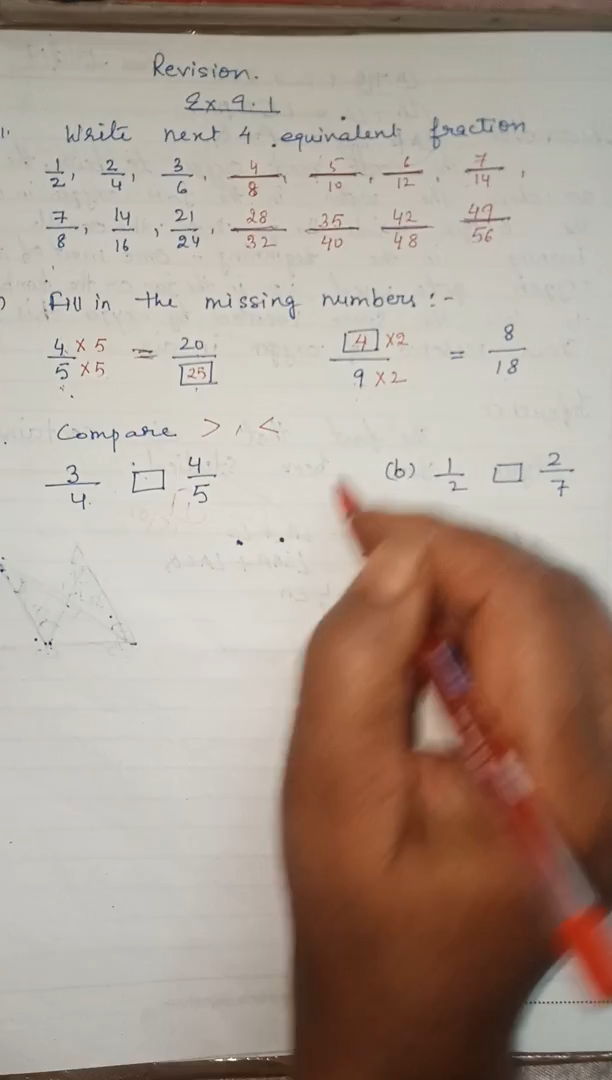 Revision.
Ex 9.1
1. Write next 4 equivalent fraction
1/2, 2/4, 3/6, 4/8, 5/10, 6/12, 7/14,
7/8, 14/16, 21/24, 28/32 35/40 42/48 49/56
) Fill in the missing numbers :-
4/5 × 5 × 5 = 20/25 4/9 ×2 ×2 = 8/18
Compare > , <
3/4 □ 4/5 (b) 1/2 □ 2/7